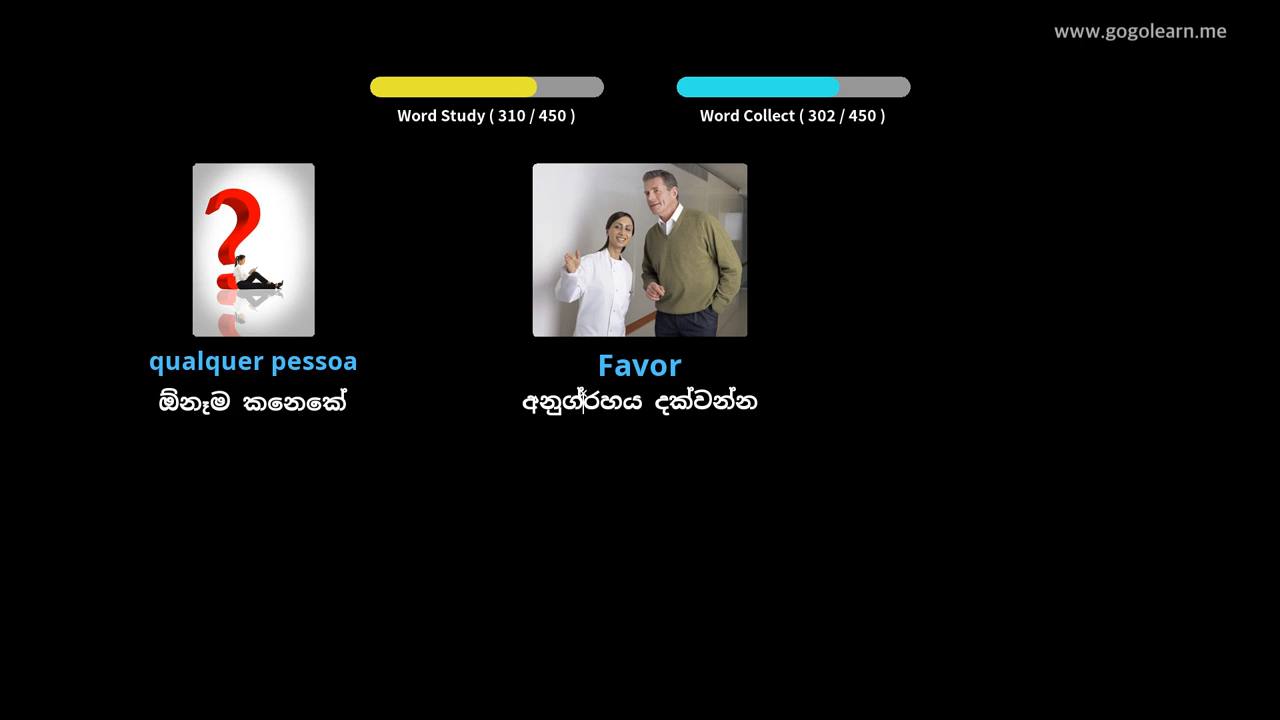 www.gogolearn.me
Word Study ( 310 / 450 )
Word Collect ( 302 / 450 )
qualquer pessoa
ඕනෑම කනෙකේ
Favor
අනුග්‍රහය දක්වන්න